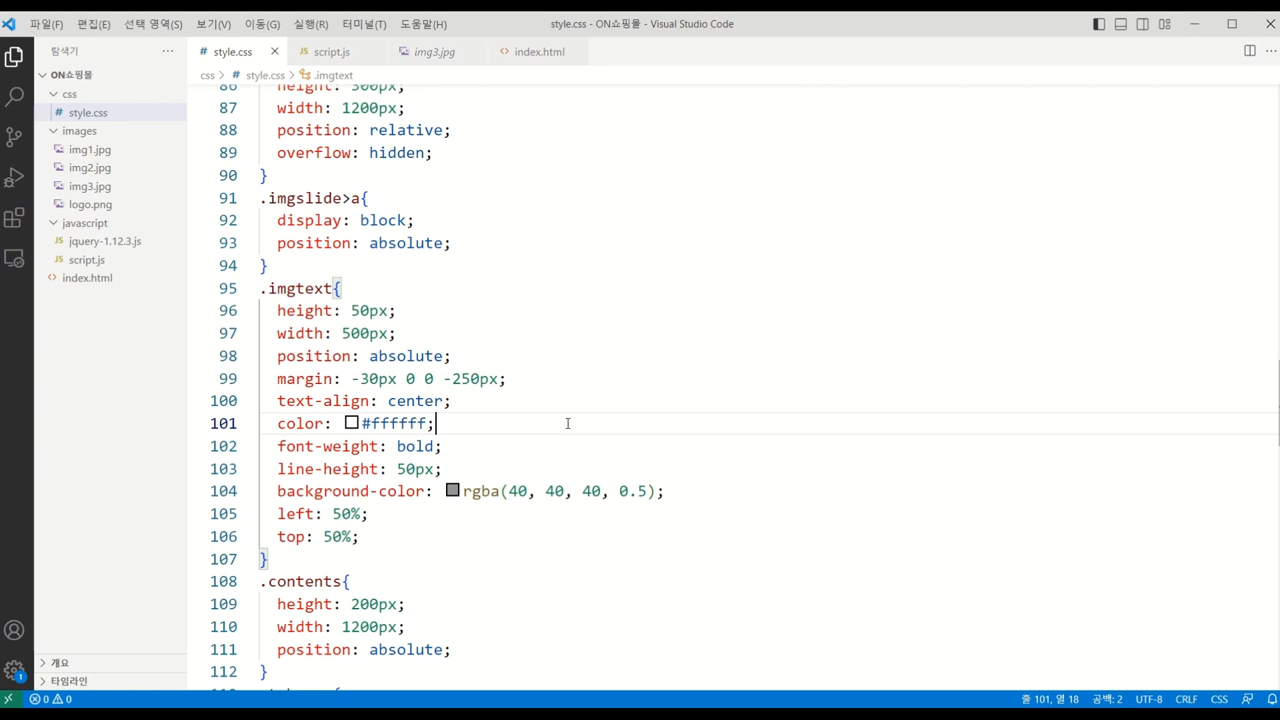 파일(F) 편집(E) 선택 영역(S) 보기(V) 이동(G) 실행(R) 터미널(T) 도움말(H) style.css - ON쇼핑몰 - Visual Studio Code
탐색기 ···
# style.css × JS script.js img3.jpg <> index.html
ON쇼핑몰
css > # style.css > .imgtext
css
# style.css
images
img1.jpg
img2.jpg
img3.jpg
logo.png
javascript
JS jquery-1.12.3.js
JS script.js
<> index.html
86 height: 300px;
87 width: 1200px;
88 position: relative;
89 overflow: hidden;
90 }
91 .imgslide>a{
92 display: block;
93 position: absolute;
94 }
95 .imgtext{
96 height: 50px;
97 width: 500px;
98 position: absolute;
99 margin: -30px 0 0 -250px;
100 text-align: center;
101 color: #ffffff;
102 font-weight: bold;
103 line-height: 50px;
104 background-color: rgba(40, 40, 40, 0.5);
105 left: 50%;
106 top: 50%;
107 }
108 .contents{
109 height: 200px;
110 width: 1200px;
111 position: absolute;
112 }
개요
타임라인
1
0 0 줄 101, 열 18 공백: 2 UTF-8 CRLF CSS